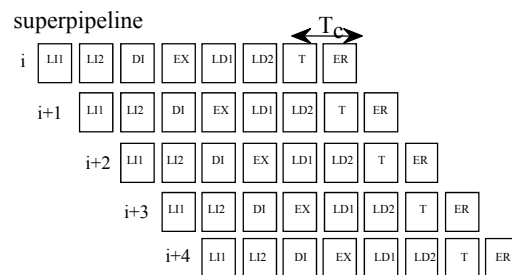 superpipeline
Tc
i LI1 LI2 DI EX LD1 LD2 T ER
i+1 LI1 LI2 DI EX LD1 LD2 T ER
i+2 LI1 LI2 DI EX LD1 LD2 T ER
i+3 LI1 LI2 DI EX LD1 LD2 T ER
i+4 LI1 LI2 DI EX LD1 LD2 T ER